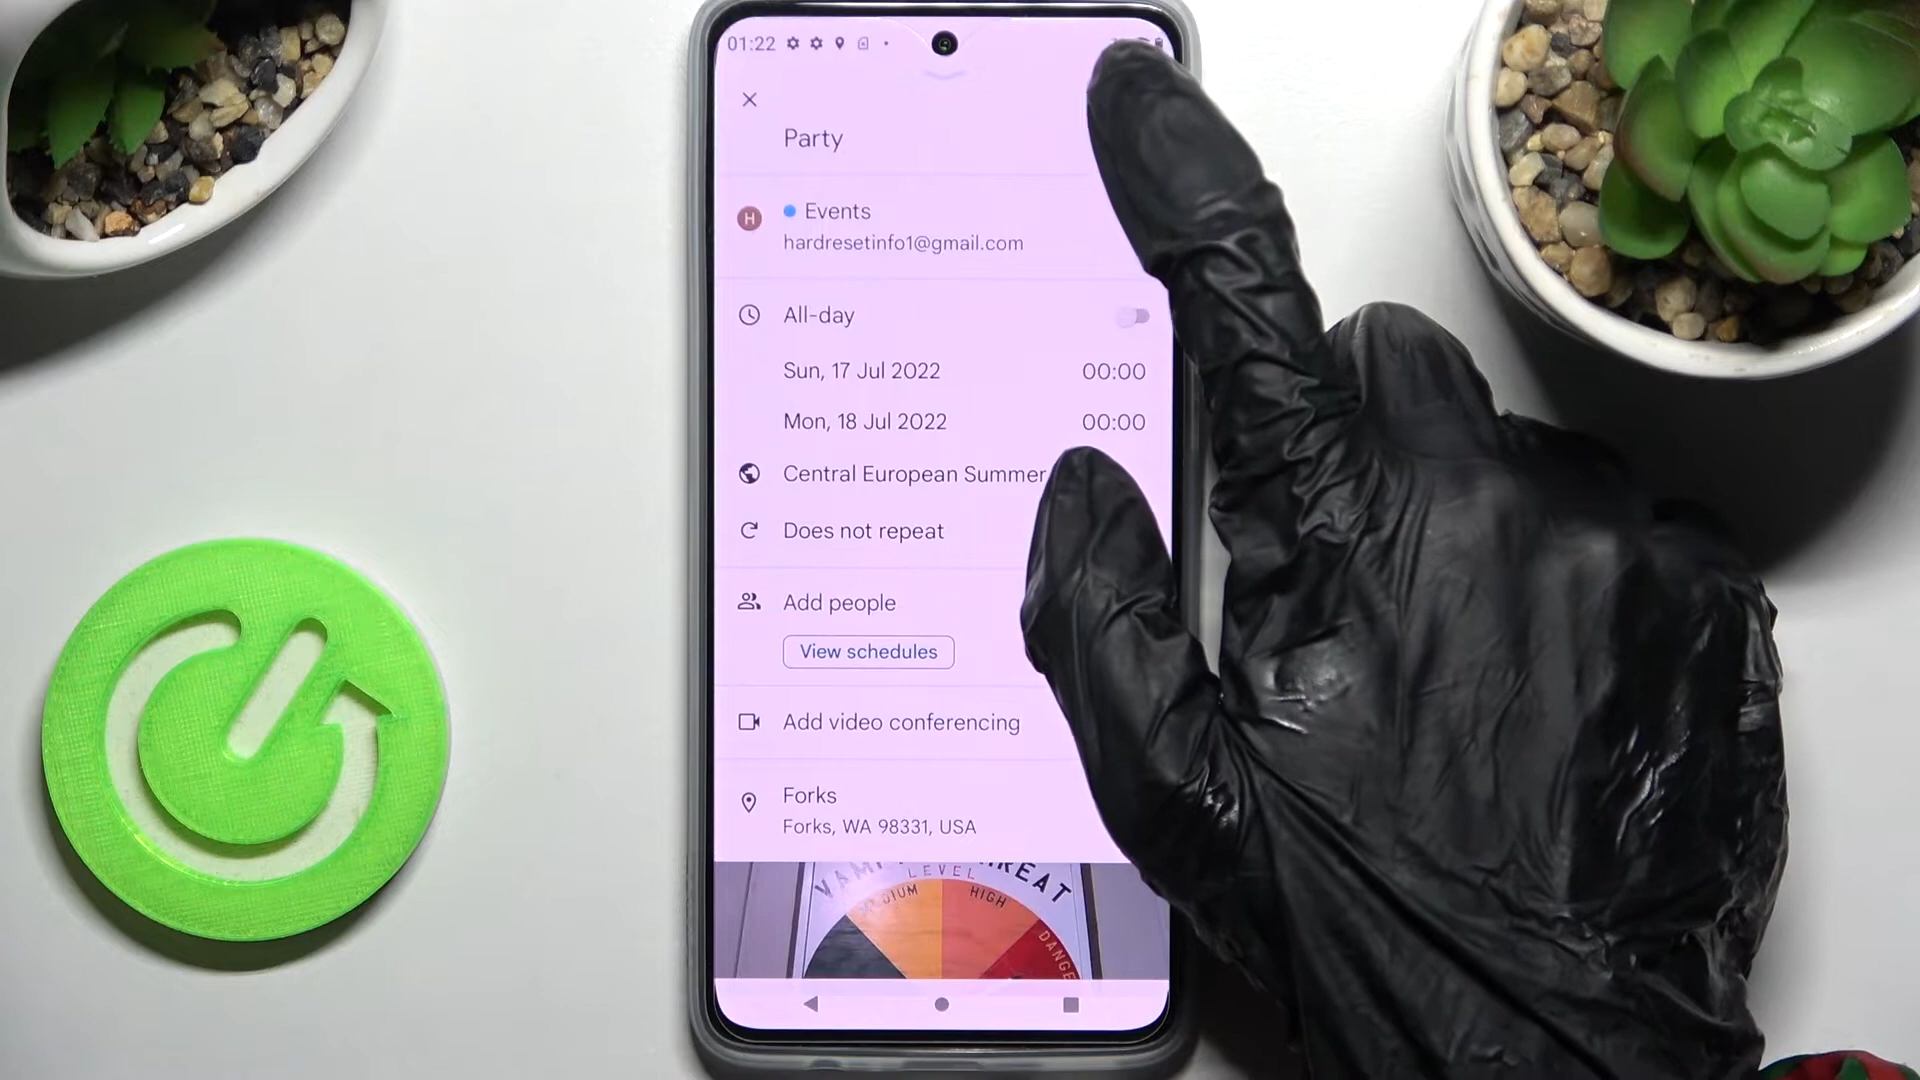 01:22
Party
H
Events
hardresetinfo1@gmail.com
All-day
Sun, 17 Jul 2022 00:00
Mon, 18 Jul 2022 00:00
Central European Summer
Does not repeat
Add people
View schedules
Add video conferencing
Forks
Forks, WA 98331, USA
LEVEL
HIGH